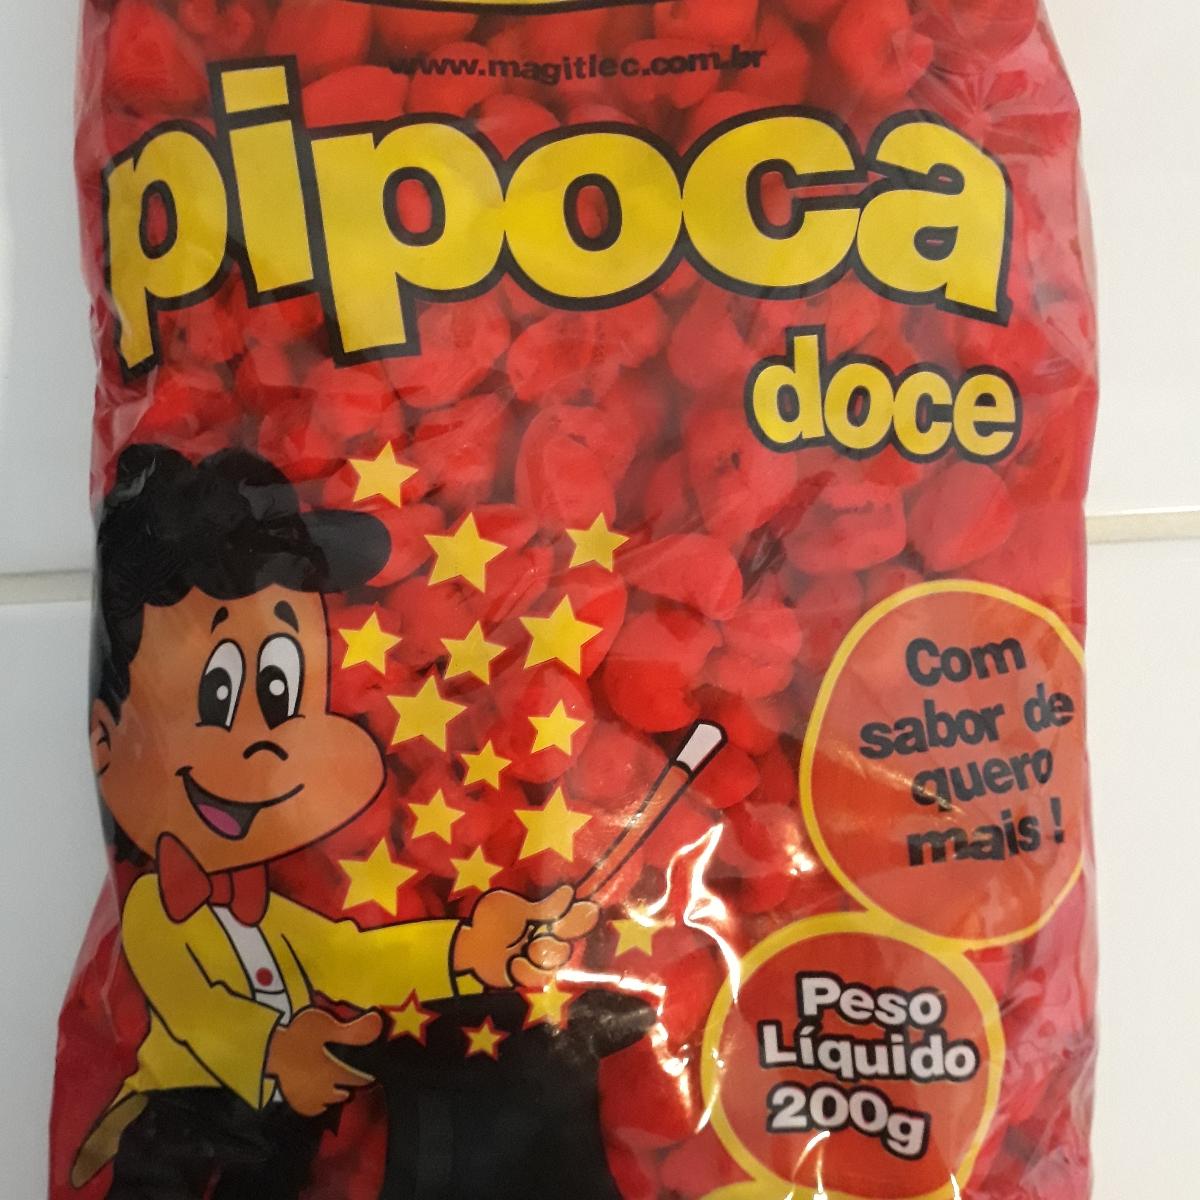 www.magitlec.com.br
pipoca
doce
Com
sabor de
quero
mais!
Peso
Líquido
200g